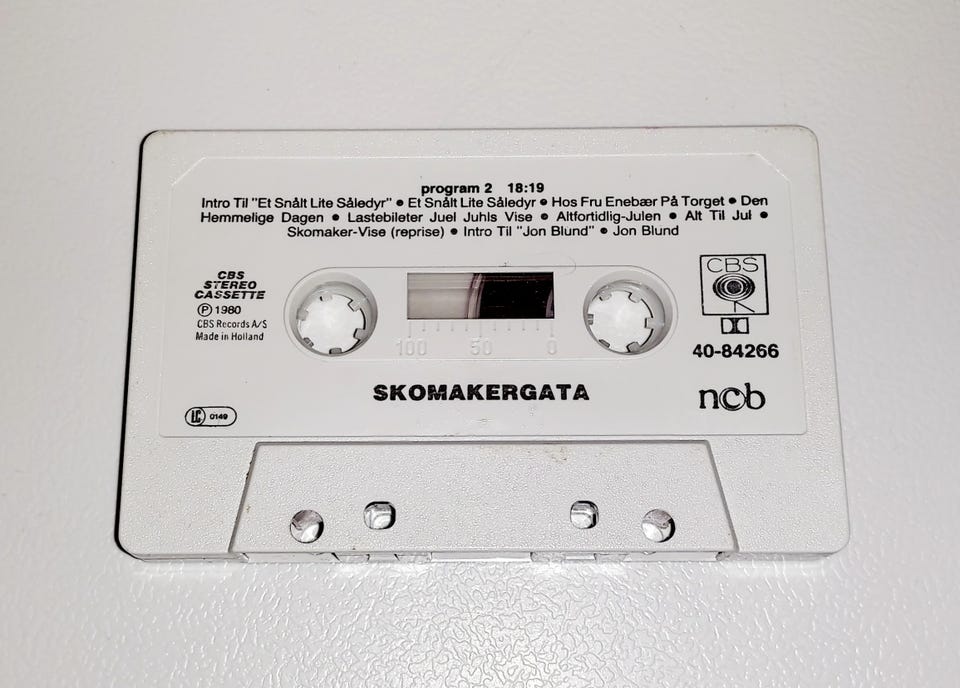 program 2 18:19
Intro Til "Et Snålt Lite Såledyr" • Et Snålt Lite Såledyr • Hos Fru Enebær På Torget • Den
Hemmelige Dagen • Lastebileter Juel Juhls Vise • Altfortidlig-Julen • Alt Til Jul •
Skomaker-Vise (reprise) • Intro Til "Jon Blund" • Jon Blund
CBS
STEREO
CASSETTE
Ⓟ 1980
CBS Records A/S
Made in Holland
CBS
40-84266
100 50 0
SKOMAKERGATA
ncb
LC 0149